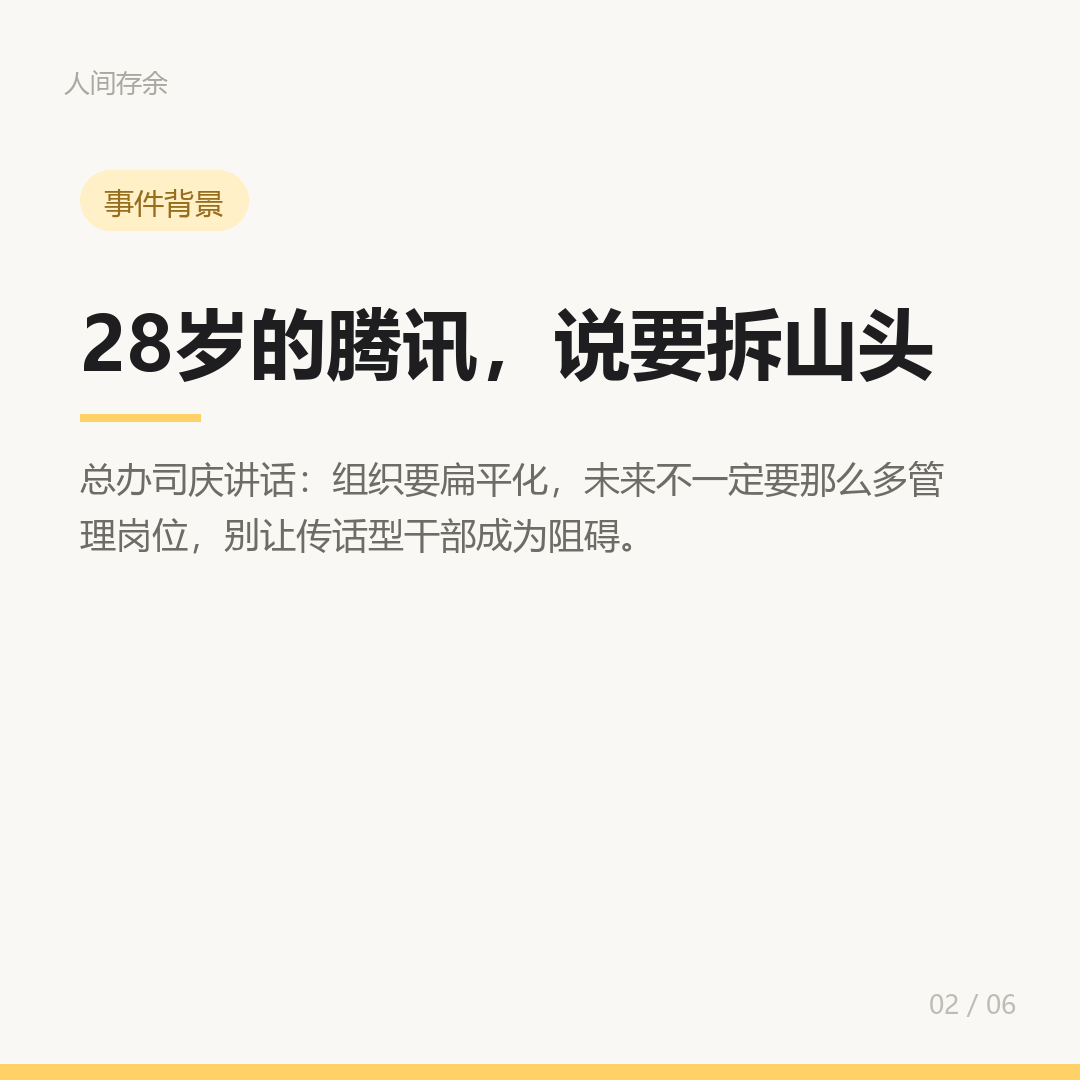 人间存余
事件背景
28岁的腾讯，说要拆山头
总办司庆讲话：组织要扁平化，未来不一定要那么多管
理岗位，别让传话型干部成为阻碍。
02 / 06